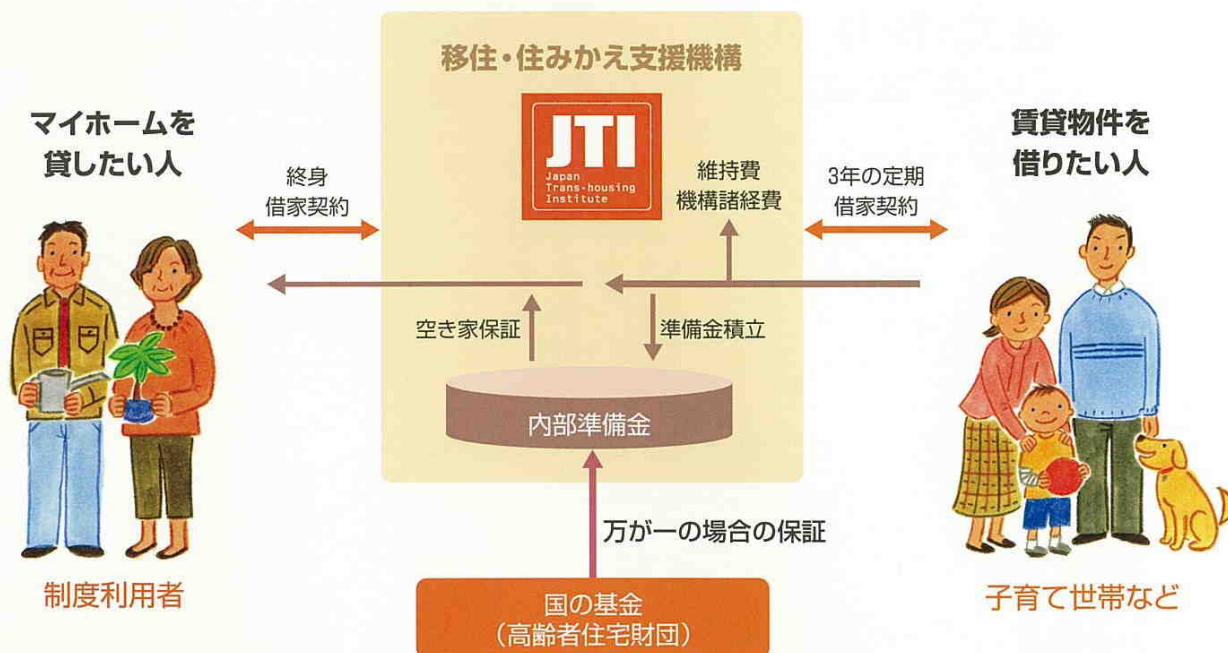 移住・住みかえ支援機構
JTI
Japan
Trans-housing
Institute
マイホームを
貸したい人
終身
借家契約
維持費
機構諸経費
3年の定期
借家契約
賃貸物件を
借りたい人
空き家保証
準備金積立
内部準備金
万が一の場合の保証
制度利用者
国の基金
（高齢者住宅財団）
子育て世帯など